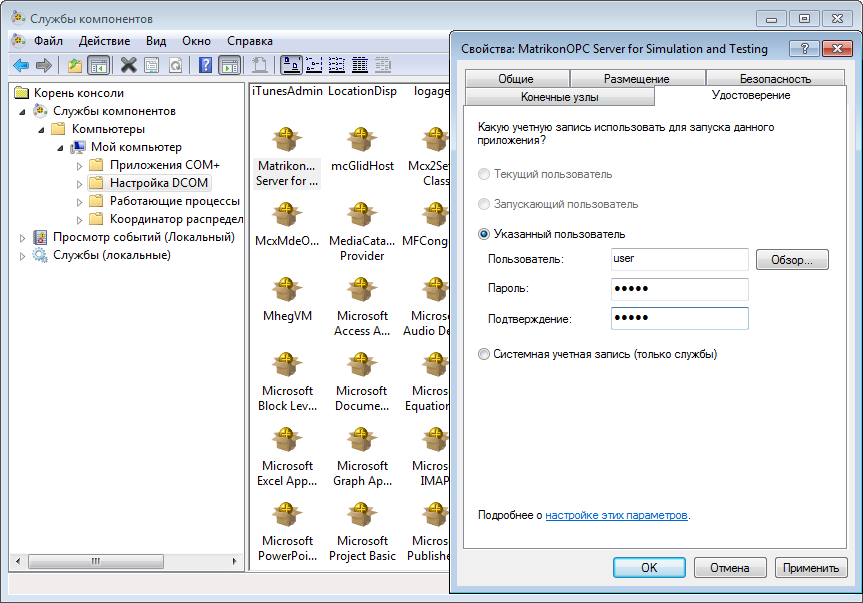 Службы компонентов
Файл Действие Вид Окно Справка
Корень консоли
Службы компонентов
Компьютеры
Мой компьютер
Приложения COM+
Настройка DCOM
Работающие процессы
Координатор распредел
Просмотр событий (Локальный)
Службы (локальные)
iTunesAdmin LocationDisp logage
Matrikon... mcGlidHost Mcx2Se
Server for ... Class
McxMdeO... MediaCata... MFCong
Provider
MhegVM Microsoft Micros
Access A... Audio De
Microsoft Microsoft Micros
Block Lev... Docume... Equation
Microsoft Microsoft Micros
Excel App... Graph Ap... IMAP
Microsoft Microsoft Micros
PowerPoi... Project Basic Publishe
Свойства: MatrikonOPC Server for Simulation and Testing
Общие Размещение Безопасность
Конечные узлы Удостоверение
Какую учетную запись использовать для запуска данного
приложения?
Текущий пользователь
Запускающий пользователь
Указанный пользователь
Пользователь: user Обзор...
Пароль: •••••
Подтверждение: •••••
Системная учетная запись (только службы)
Подробнее о настройке этих параметров.
OK Отмена Применить